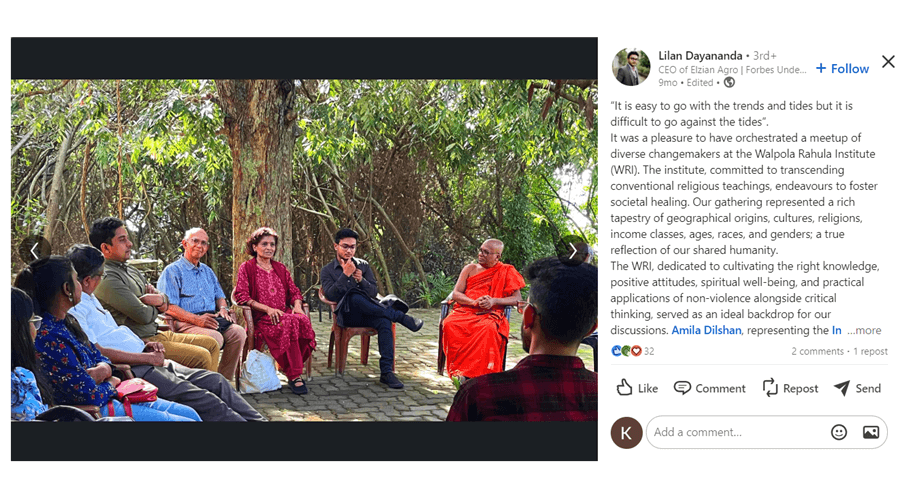 Lilan Dayananda • 3rd+
CEO of Elzian Agro | Forbes Unde...
+ Follow
9mo • Edited •
“It is easy to go with the trends and tides but it is
difficult to go against the tides”.
It was a pleasure to have orchestrated a meetup of
diverse changemakers at the Walpola Rahula Institute
(WRI). The institute, committed to transcending
conventional religious teachings, endeavours to foster
societal healing. Our gathering represented a rich
tapestry of geographical origins, cultures, religions,
income classes, ages, races, and genders; a true
reflection of our shared humanity.
The WRI, dedicated to cultivating the right knowledge,
positive attitudes, spiritual well-being, and practical
applications of non-violence alongside critical
thinking, served as an ideal backdrop for our
discussions. Amila Dilshan, representing the In ...more
32
2 comments • 1 repost
Like Comment Repost Send
K Add a comment...